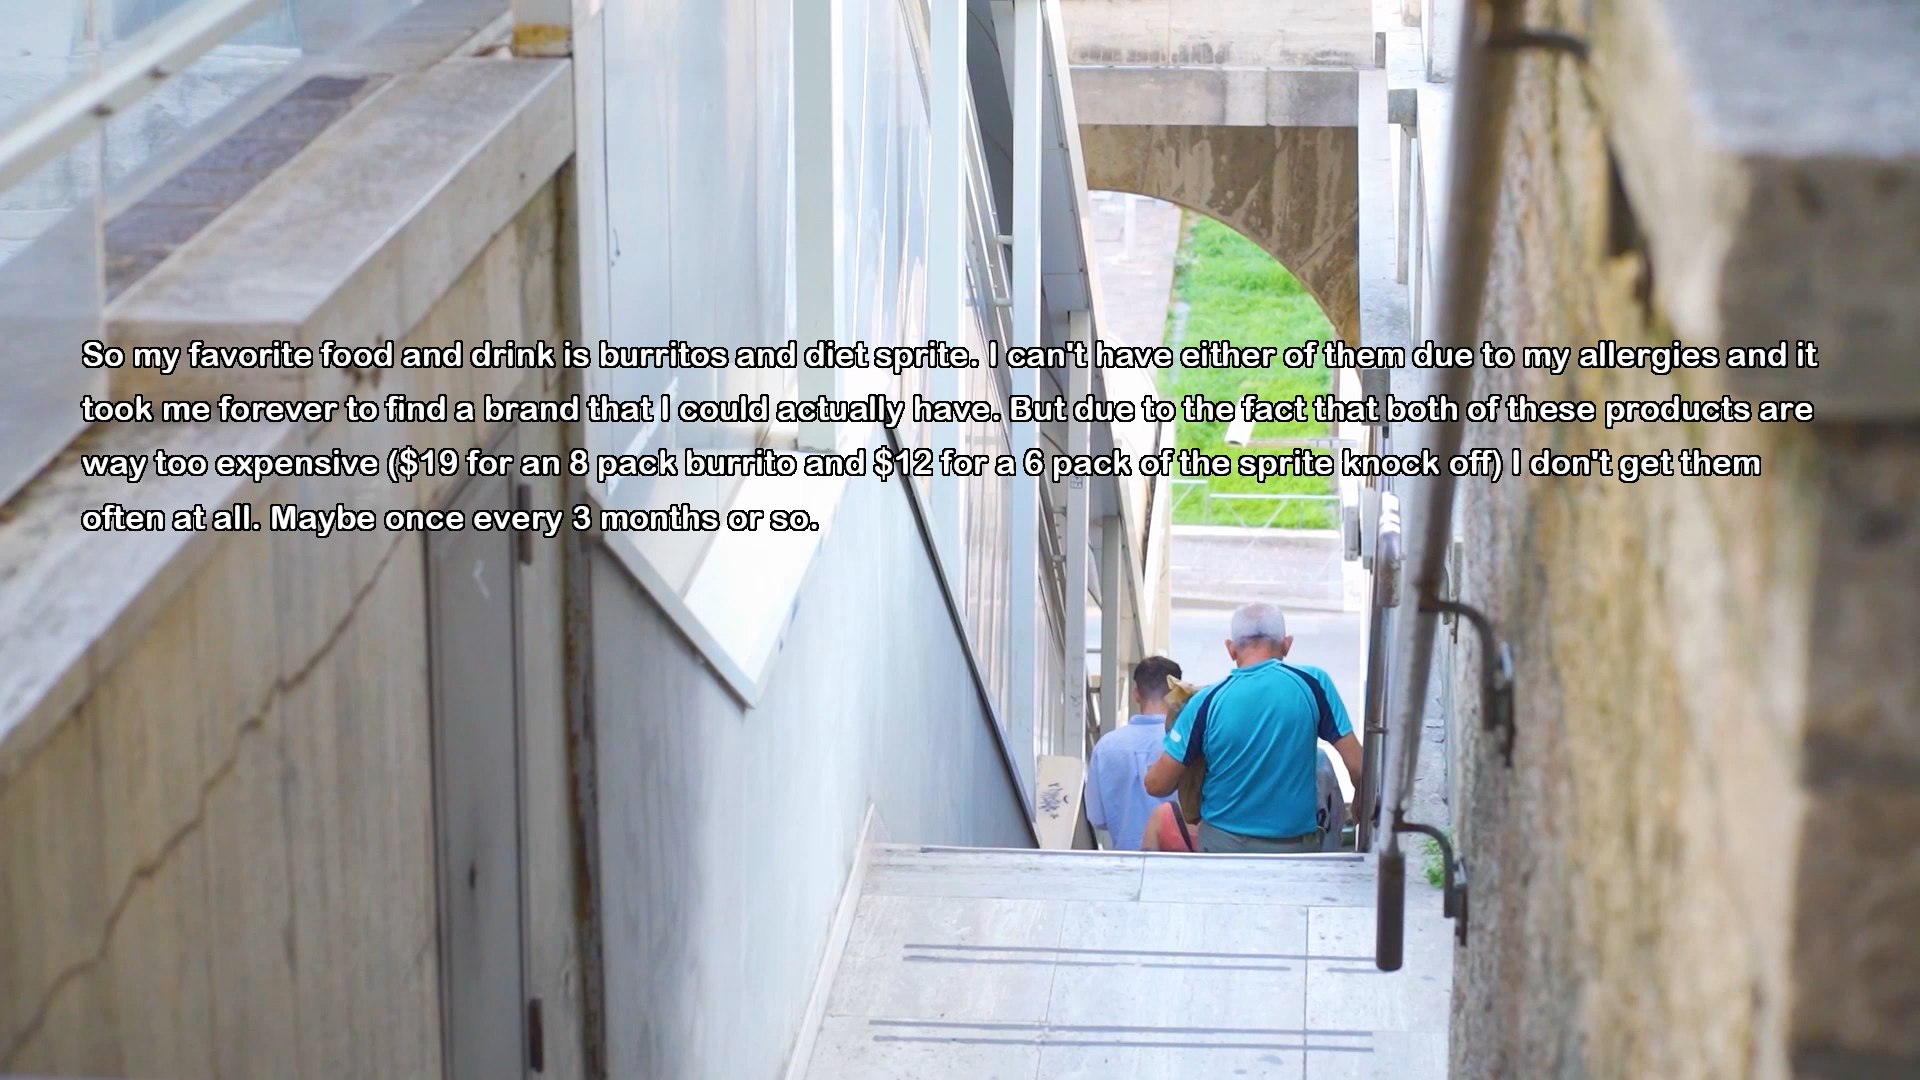 So my favorite food and drink is burritos and diet sprite. I can't have either of them due to my allergies and it
took me forever to find a brand that I could actually have. But due to the fact that both of these products are
way too expensive ($19 for an 8 pack burrito and $12 for a 6 pack of the sprite knock off) I don't get them
often at all. Maybe once every 3 months or so.